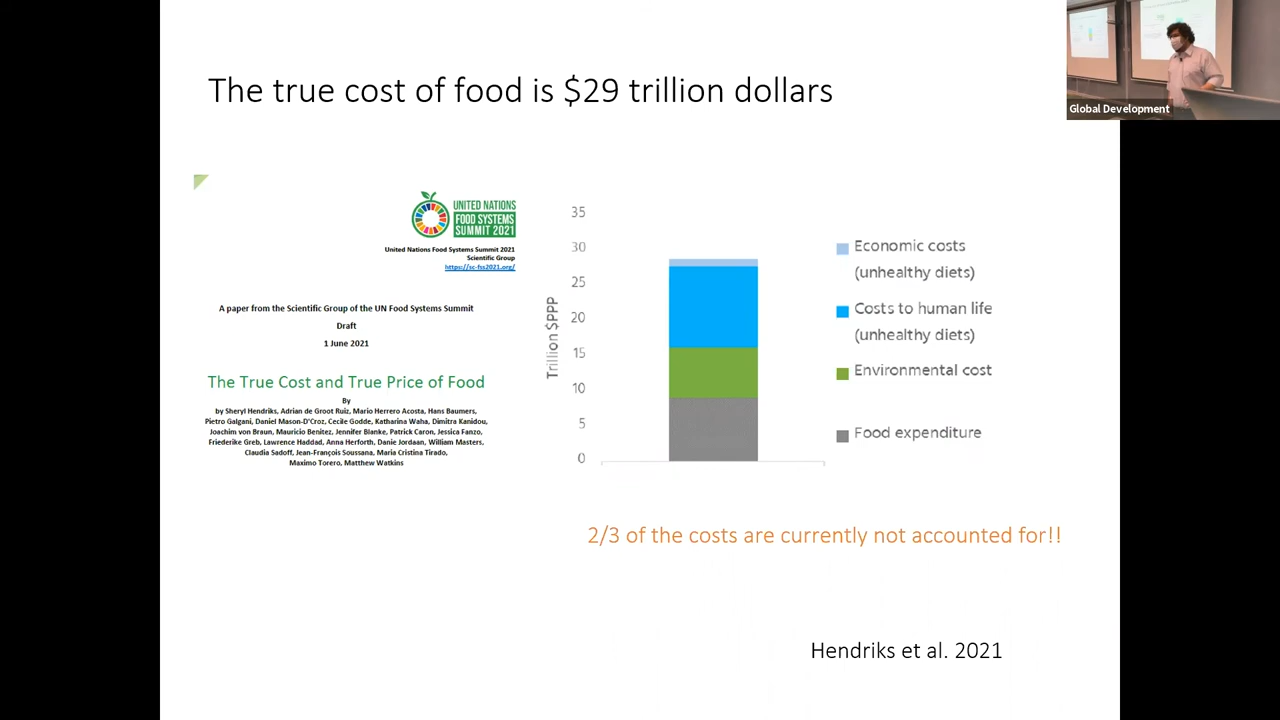 The true cost of food is $29 trillion dollars
Global Development
UNITED NATIONS
FOOD SYSTEMS
SUMMIT 2021
United Nations Food Systems Summit 2021
Scientific Group
https://sc-fss2021.org/
A paper from the Scientific Group of the UN Food Systems Summit
Draft
1 June 2021
The True Cost and True Price of Food
By
by Sheryl Hendriks, Adrian de Groot Ruiz, Mario Herrero Acosta, Hans Baumers,
Pietro Galgani, Daniel Mason-D'Croz, Cecile Godde, Katharina Waha, Dimitra Kanidou,
Joachim von Braun, Mauricio Benitez, Jennifer Blanke, Patrick Caron, Jessica Fanzo,
Friederike Greb, Lawrence Haddad, Anna Herforth, Danie Jordaan, William Masters,
Claudia Sadoff, Jean-François Soussana, Maria Cristina Tirado,
Maximo Torero, Matthew Watkins
35
30
25
20
15
10
5
0
Trillion $PPP
Economic costs
(unhealthy diets)
Costs to human life
(unhealthy diets)
Environmental cost
Food expenditure
2/3 of the costs are currently not accounted for!!
Hendriks et al. 2021